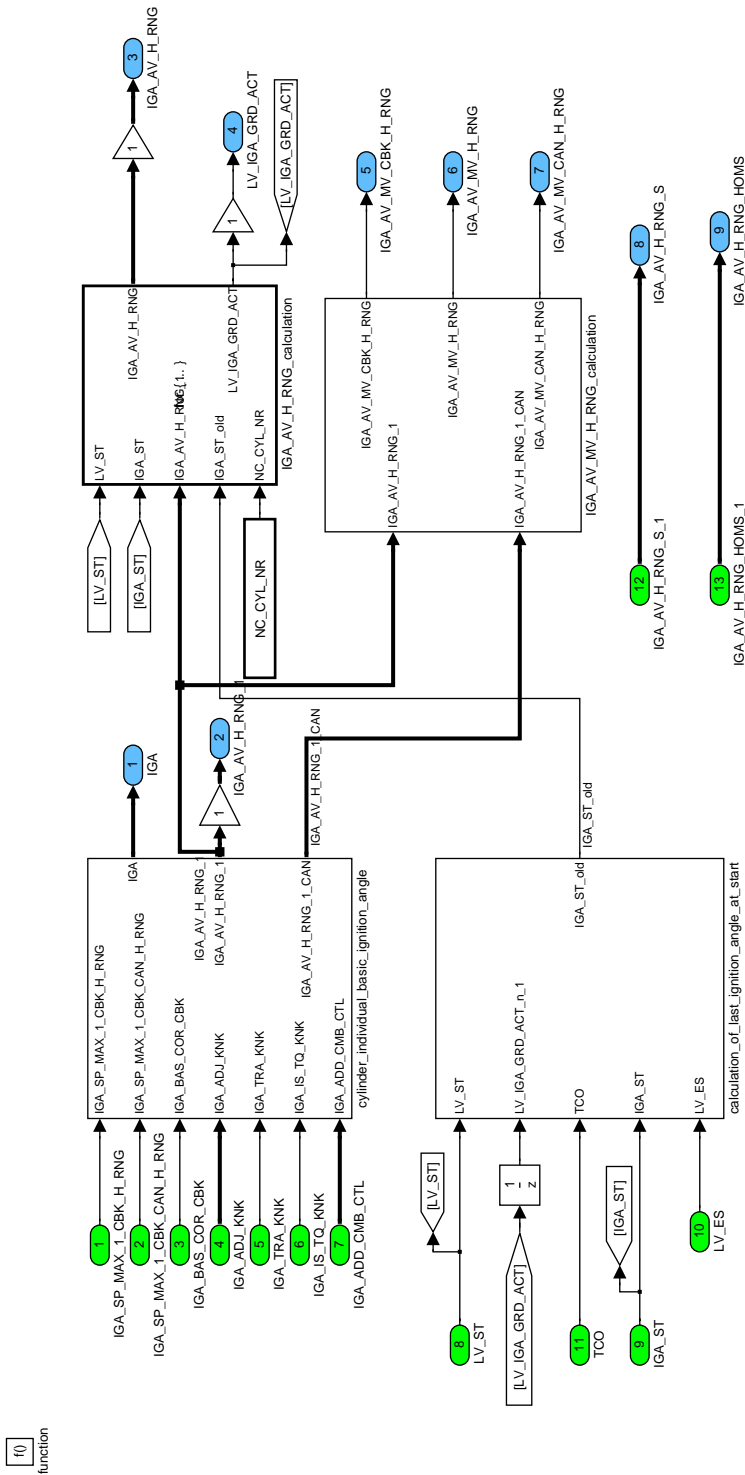 f()
function
1
IGA_SP_MAX_1_CBK_H_RNG
2
IGA_SP_MAX_1_CBK_CAN_H_RNG
3
IGA_BAS_COR_CBK
4
IGA_ADJ_KNK
5
IGA_TRA_KNK
6
IGA_IS_TQ_KNK
7
IGA_ADD_CMB_CTL
IGA_SP_MAX_1_CBK_H_RNG
IGA_SP_MAX_1_CBK_CAN_H_RNG
IGA_BAS_COR_CBK
IGA_ADJ_KNK
IGA_TRA_KNK
IGA_IS_TQ_KNK
IGA_ADD_CMB_CTL
IGA
IGA_AV_H_RNG_1
IGA_AV_H_RNG_1
IGA_AV_H_RNG_1_CAN
cylinder_individual_basic_ignition_angle
1
IGA
1
2
IGA_AV_H_RNG_1
IGA_AV_H_RNG_1_CAN
[LV_ST]
[IGA_ST]
NC_CYL_NR
LV_ST
IGA_ST
IGA_AV_H_RNG
IGA_ST_old
NC_CYL_NR
{1.. }
IGA_AV_H_RNG
LV_IGA_GRD_ACT
IGA_AV_H_RNG_calculation
1
3
IGA_AV_H_RNG
1
4
LV_IGA_GRD_ACT
[LV_IGA_GRD_ACT]
8
LV_ST
[LV_ST]
[LV_IGA_GRD_ACT]
1
z
11
TCO
9
IGA_ST
[IGA_ST]
10
LV_ES
LV_ST
LV_IGA_GRD_ACT_n_1
TCO
IGA_ST
LV_ES
IGA_ST_old
calculation_of_last_ignition_angle_at_start
IGA_ST_old
IGA_AV_H_RNG_1
IGA_AV_H_RNG_1_CAN
IGA_AV_MV_CBK_H_RNG
IGA_AV_MV_H_RNG
IGA_AV_MV_CAN_H_RNG
IGA_AV_MV_H_RNG_calculation
5
IGA_AV_MV_CBK_H_RNG
6
IGA_AV_MV_H_RNG
7
IGA_AV_MV_CAN_H_RNG
12
IGA_AV_H_RNG_S_1
8
IGA_AV_H_RNG_S
13
IGA_AV_H_RNG_HOMS_1
9
IGA_AV_H_RNG_HOMS